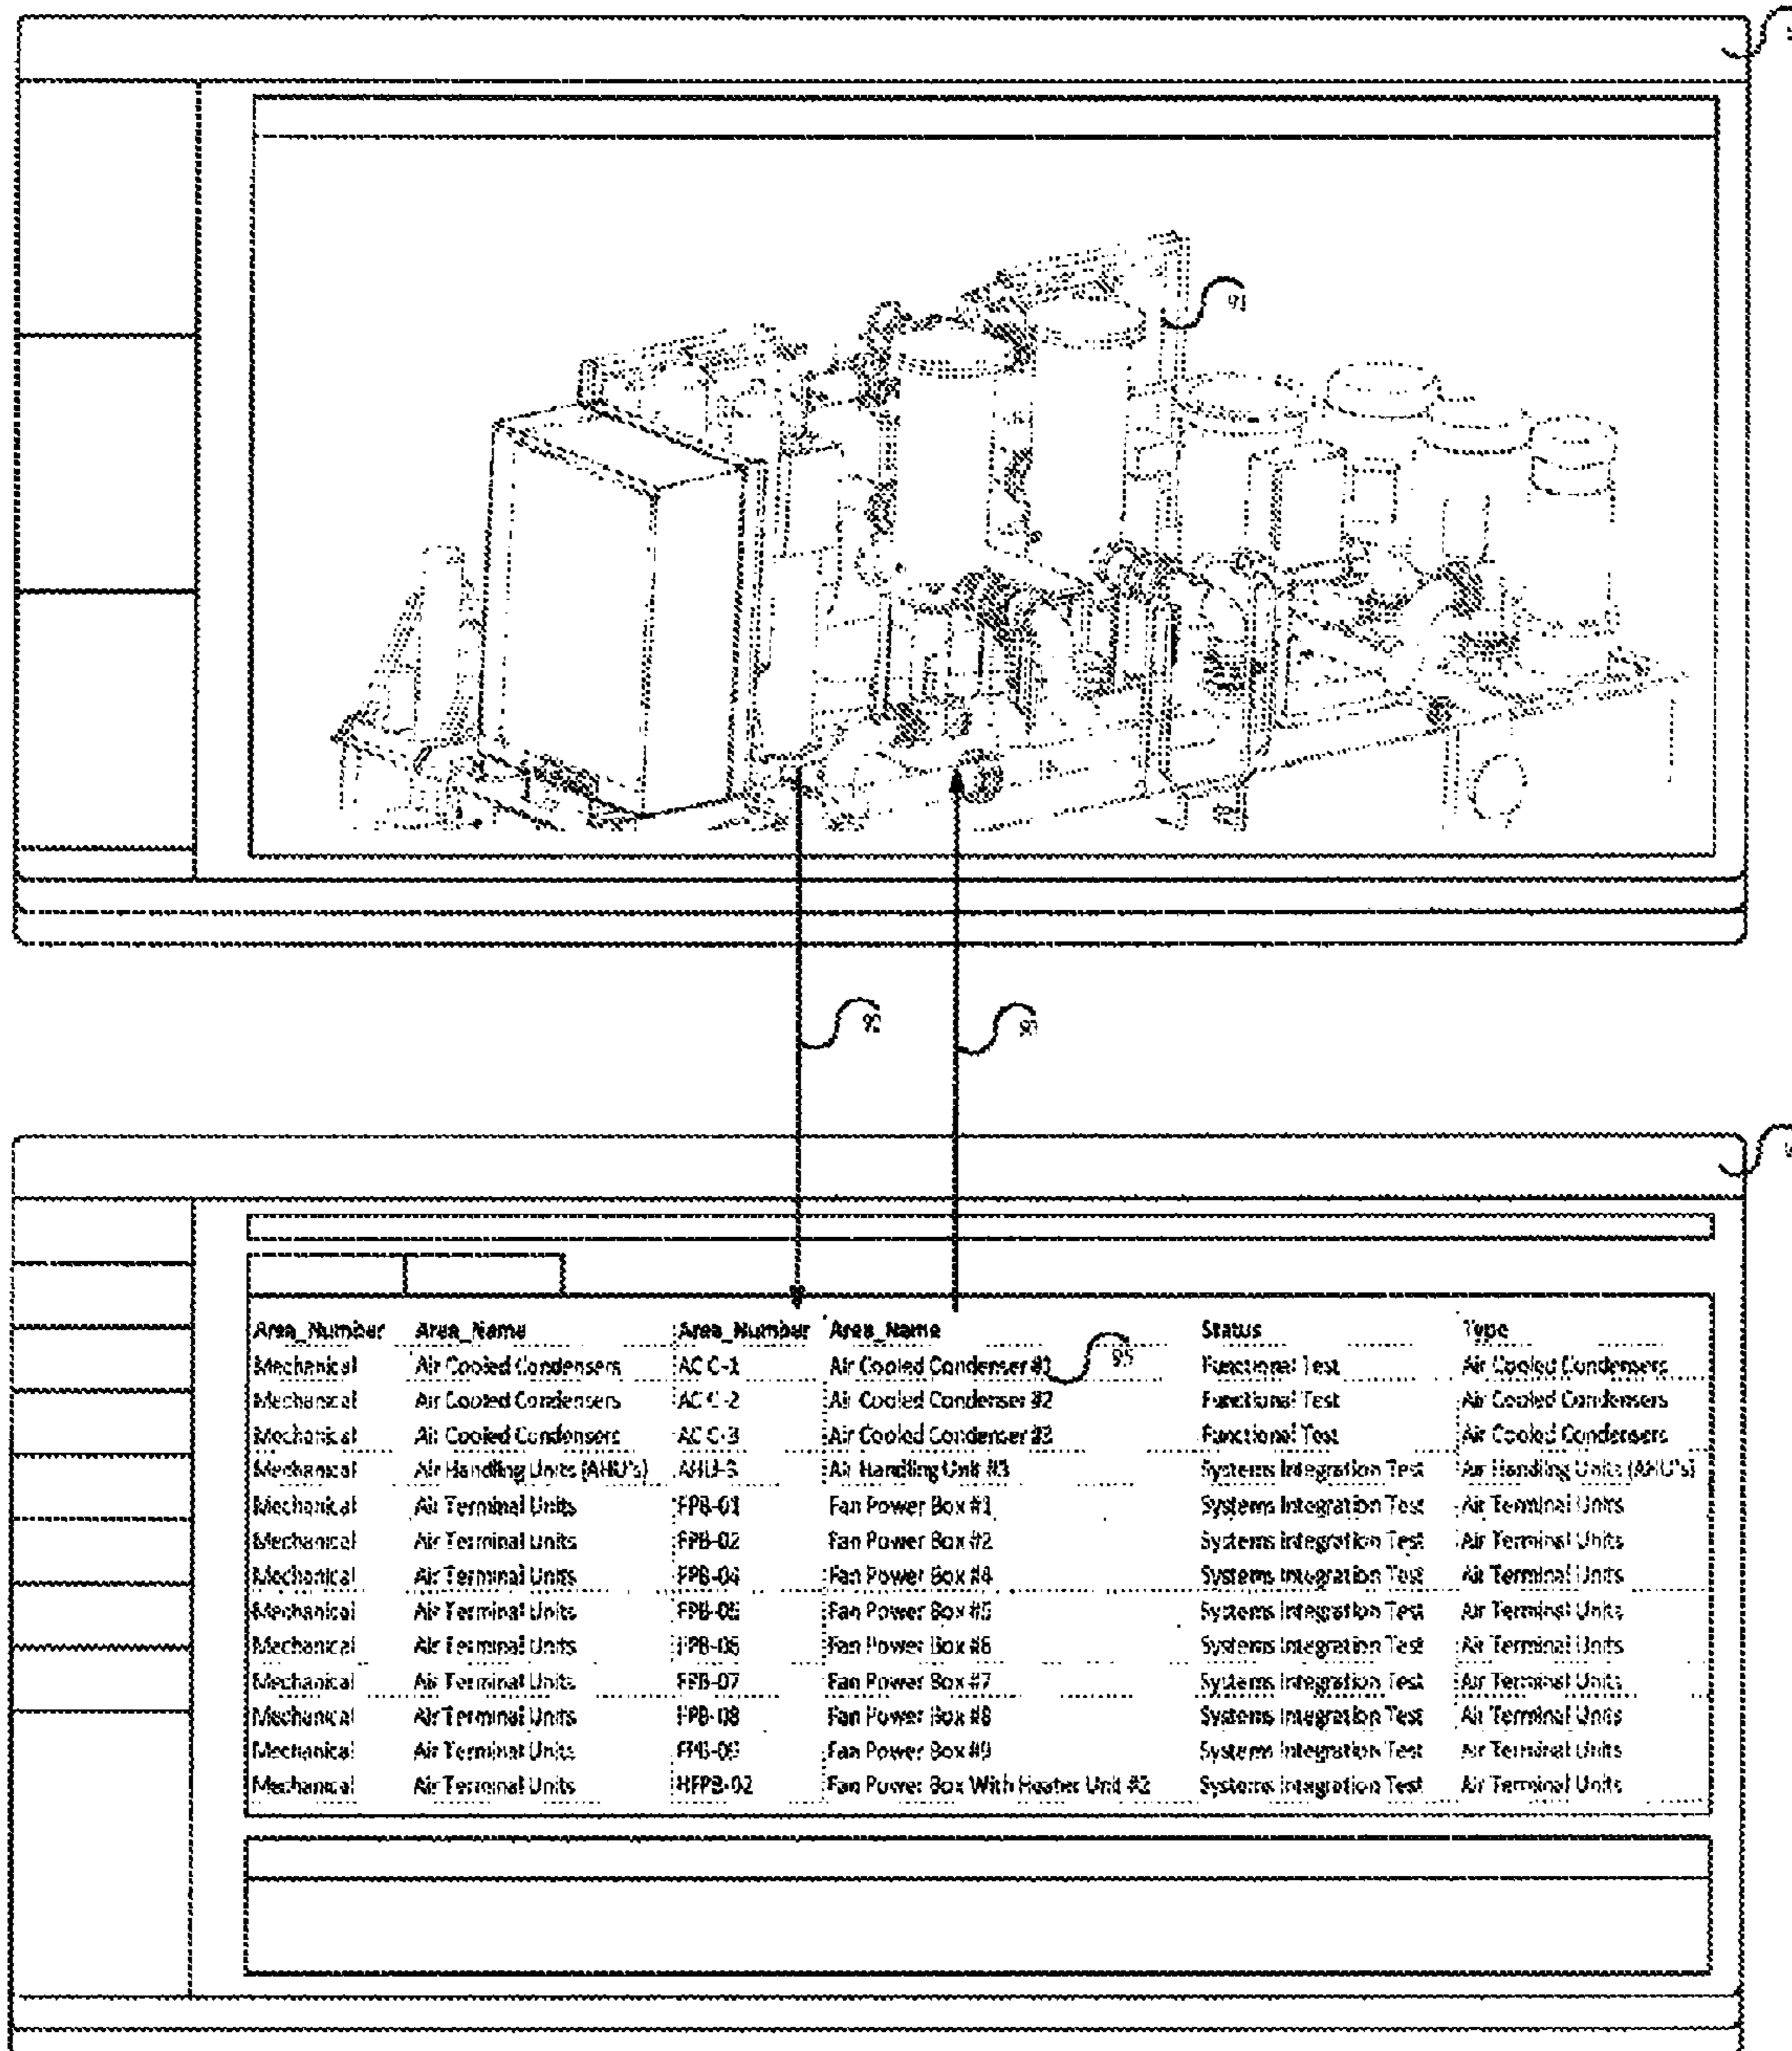 91
Area_Number Area_Name Area_Number Area_Name Status Type
Mechanical Air Cooled Condensers ACC-1 Air Cooled Condenser #1 Functional Test Air Cooled Condensers
95
Mechanical Air Cooled Condensers ACC-2 Air Cooled Condenser #2 Functional Test Air Cooled Condensers
Mechanical Air Cooled Condensers ACC-3 Air Cooled Condenser #3 Functional Test Air Cooled Condensers
Mechanical Air Handling Units (AHU's) AHU-3 Air Handling Unit #3 Systems Integration Test Air Handling Units (AHU's)
Mechanical Air Terminal Units FPB-01 Fan Power Box #1 Systems Integration Test Air Terminal Units
Mechanical Air Terminal Units FPB-02 Fan Power Box #2 Systems Integration Test Air Terminal Units
Mechanical Air Terminal Units FPB-04 Fan Power Box #4 Systems Integration Test Air Terminal Units
Mechanical Air Terminal Units FPB-05 Fan Power Box #5 Systems Integration Test Air Terminal Units
Mechanical Air Terminal Units FPB-06 Fan Power Box #6 Systems Integration Test Air Terminal Units
Mechanical Air Terminal Units FPB-07 Fan Power Box #7 Systems Integration Test Air Terminal Units
Mechanical Air Terminal Units FPB-08 Fan Power Box #8 Systems Integration Test Air Terminal Units
Mechanical Air Terminal Units FPB-09 Fan Power Box #9 Systems Integration Test Air Terminal Units
Mechanical Air Terminal Units HFPB-02 Fan Power Box With Heater Unit #2 Systems Integration Test Air Terminal Units